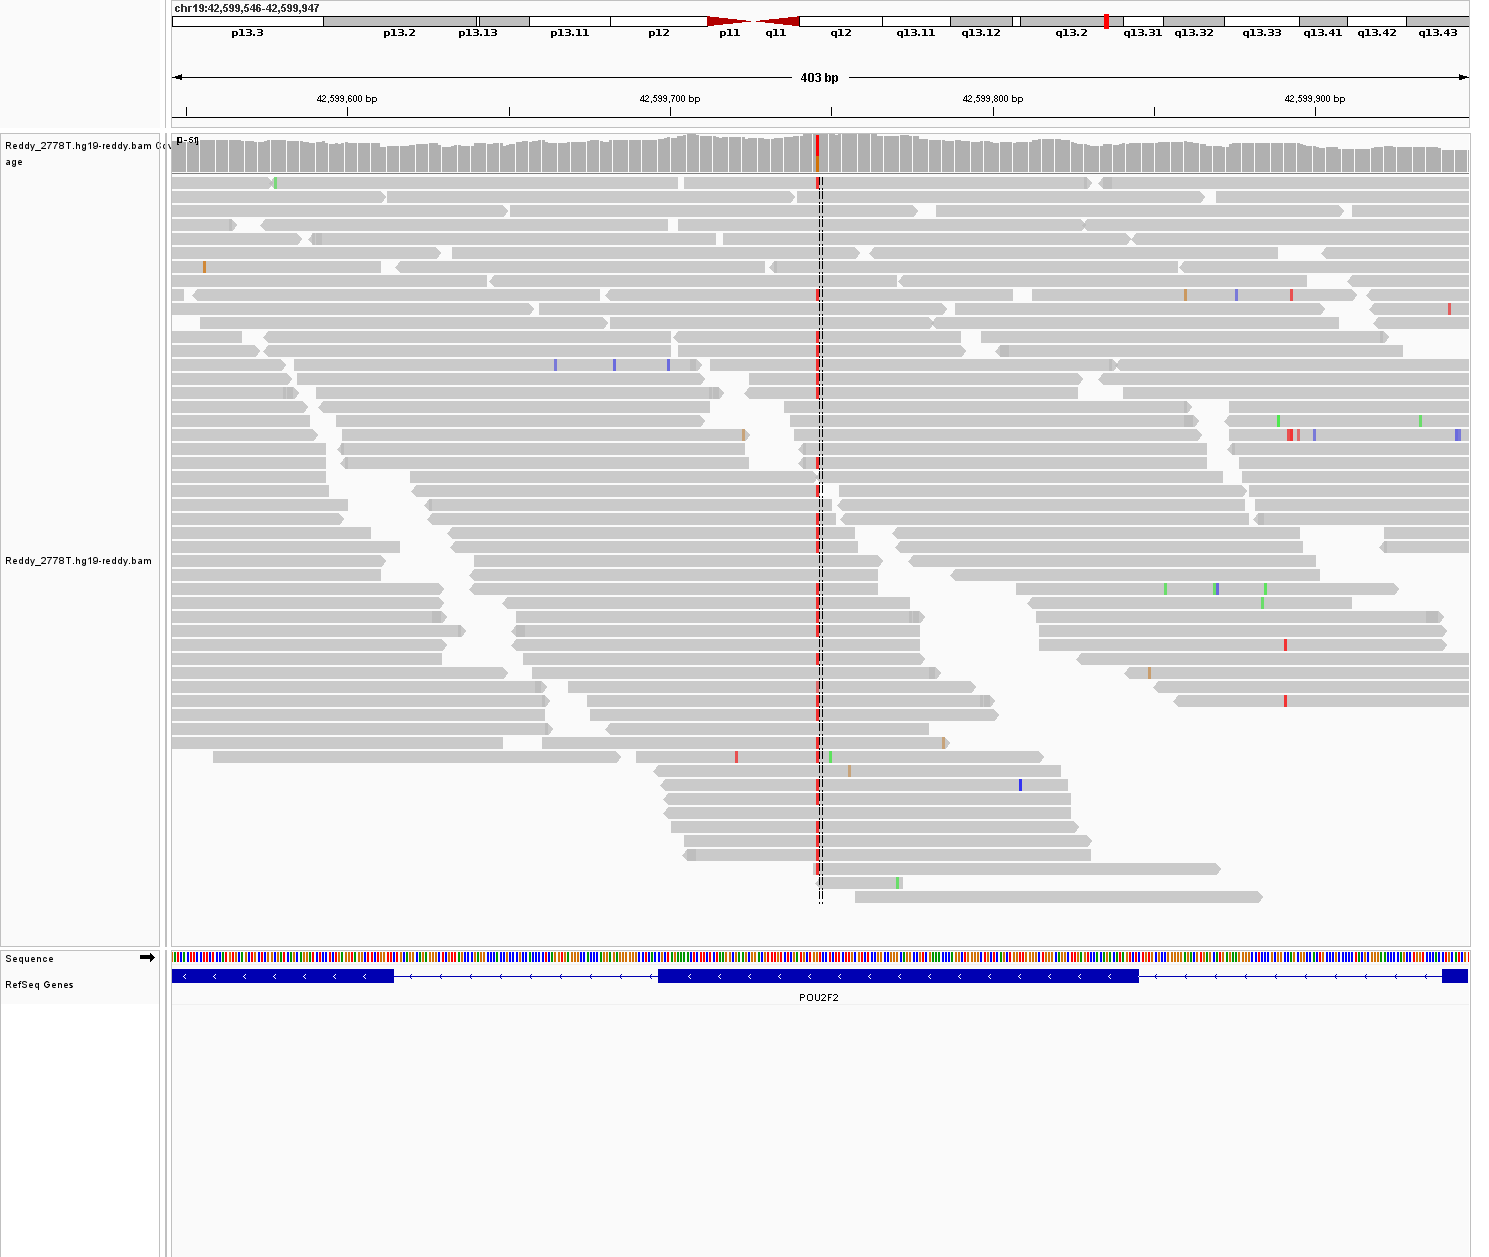 chr19:42,599,546-42,599,947
p13.3 p13.2 p13.13 p13.11 p12 p11 q11 q12 q13.11 q13.12 q13.2 q13.31 q13.32 q13.33 q13.41 q13.42 q13.43
403 bp
42,599,600 bp 42,599,700 bp 42,599,800 bp 42,599,900 bp
Reddy_2778T.hg19-reddy.bam Cov
age
Reddy_2778T.hg19-reddy.bam
Sequence
RefSeq Genes
POU2F2